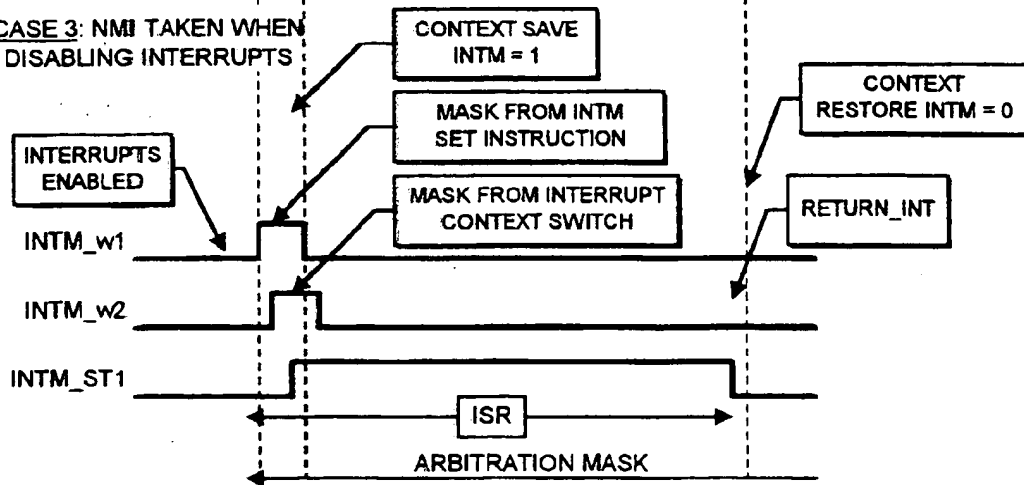 CASE 3: NMI TAKEN WHEN
DISABLING INTERRUPTS
CONTEXT SAVE
INTM = 1
CONTEXT
RESTORE INTM = 0
MASK FROM INTM
SET INSTRUCTION
INTERRUPTS
ENABLED
MASK FROM INTERRUPT
CONTEXT SWITCH
RETURN_INT
INTM_w1
INTM_w2
INTM_ST1
ISR
ARBITRATION MASK